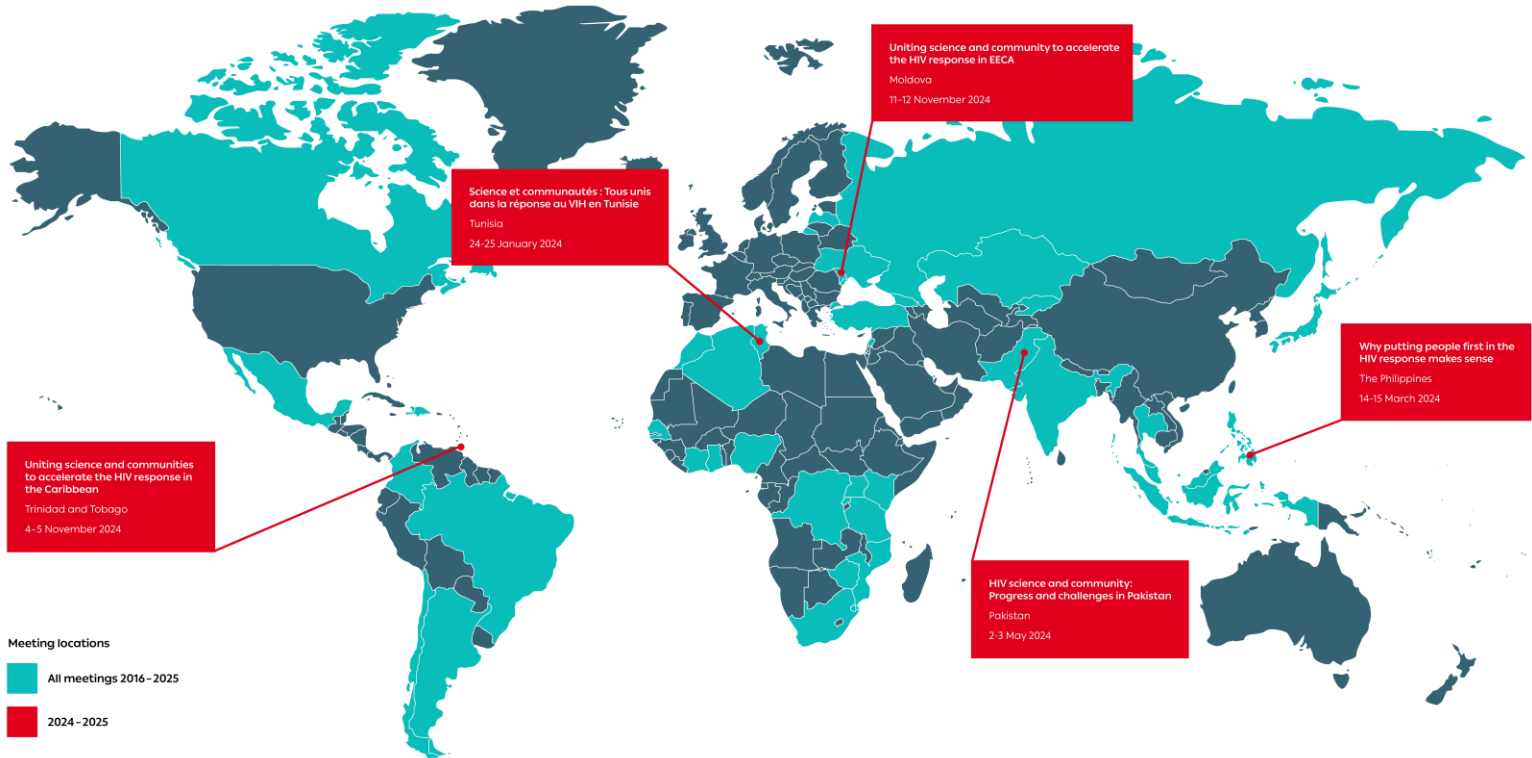 Uniting science and community to accelerate
the HIV response in EECA
Moldova
11–12 November 2024
Science et communautés : Tous unis
dans la réponse au VIH en Tunisie
Tunisia
24-25 January 2024
Why putting people first in the
HIV response makes sense
The Philippines
14-15 March 2024
Uniting science and communities
to accelerate the HIV response in
the Caribbean
Trinidad and Tobago
4–5 November 2024
HIV science and community:
Progress and challenges in Pakistan
Pakistan
2-3 May 2024
Meeting locations
All meetings 2016–2025
2024–2025